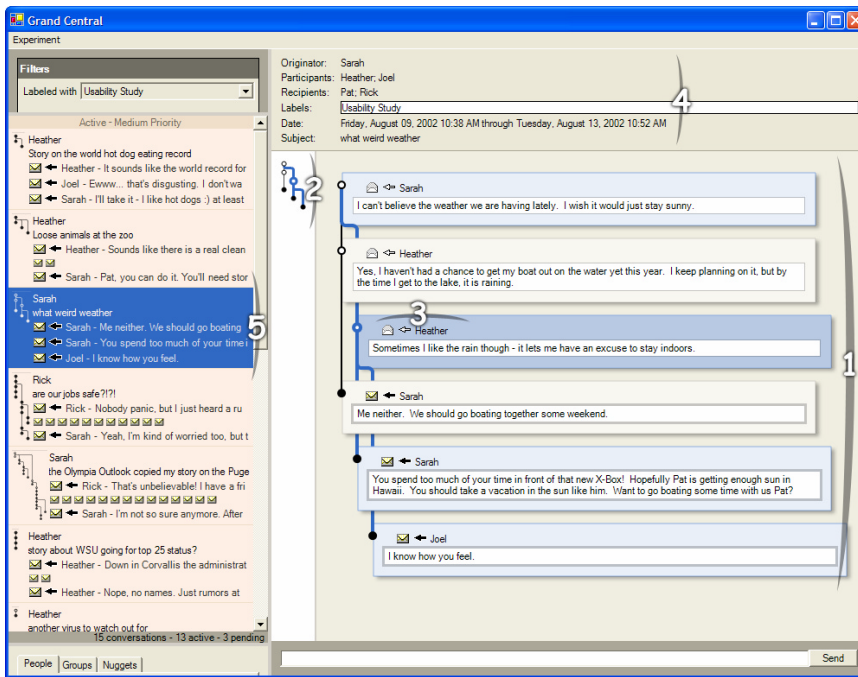 Grand Central
Experiment
Filters
Labeled with Usability Study
Active - Medium Priority
Heather
Story on the world hot dog eating record
Heather - It sounds like the world record for
Joel - Ewww... that's disgusting. I don't wa
Sarah - I'll take it - I like hot dogs :) at least
Heather
Loose animals at the zoo
Heather - Sounds like there is a real clean
Sarah - Pat, you can do it. You'll need stor
Sarah
what weird weather
Sarah - Me neither. We should go boating
Sarah - You spend too much of your time i
Joel - I know how you feel.
5
Rick
are our jobs safe?!?!
Rick - Nobody panic, but I just heard a ru
Sarah - Yeah, I'm kind of worried too, but t
Sarah
the Olympia Outlook copied my story on the Puge
Rick - That's unbelievable! I have a fri
Sarah - I'm not so sure anymore. After
Heather
story about WSU going for top 25 status?
Heather - Down in Corvallis the administrat
Heather - Nope, no names. Just rumors at
Heather
another virus to watch out for
15 conversations - 13 active - 3 pending
People Groups Nuggets
Originator: Sarah
Participants: Heather; Joel
Recipients: Pat; Rick
Labels: Usability Study
Date: Friday, August 09, 2002 10:38 AM through Tuesday, August 13, 2002 10:52 AM
Subject: what weird weather
4
2
Sarah
I can't believe the weather we are having lately. I wish it would just stay sunny.
Heather
Yes, I haven't had a chance to get my boat out on the water yet this year. I keep planning on it, but by
the time I get to the lake, it is raining.
3
Heather
Sometimes I like the rain though - it lets me have an excuse to stay indoors.
1
Sarah
Me neither. We should go boating together some weekend.
Sarah
You spend too much of your time in front of that new X-Box! Hopefully Pat is getting enough sun in
Hawaii. You should take a vacation in the sun like him. Want to go boating some time with us Pat?
Joel
I know how you feel.
Send